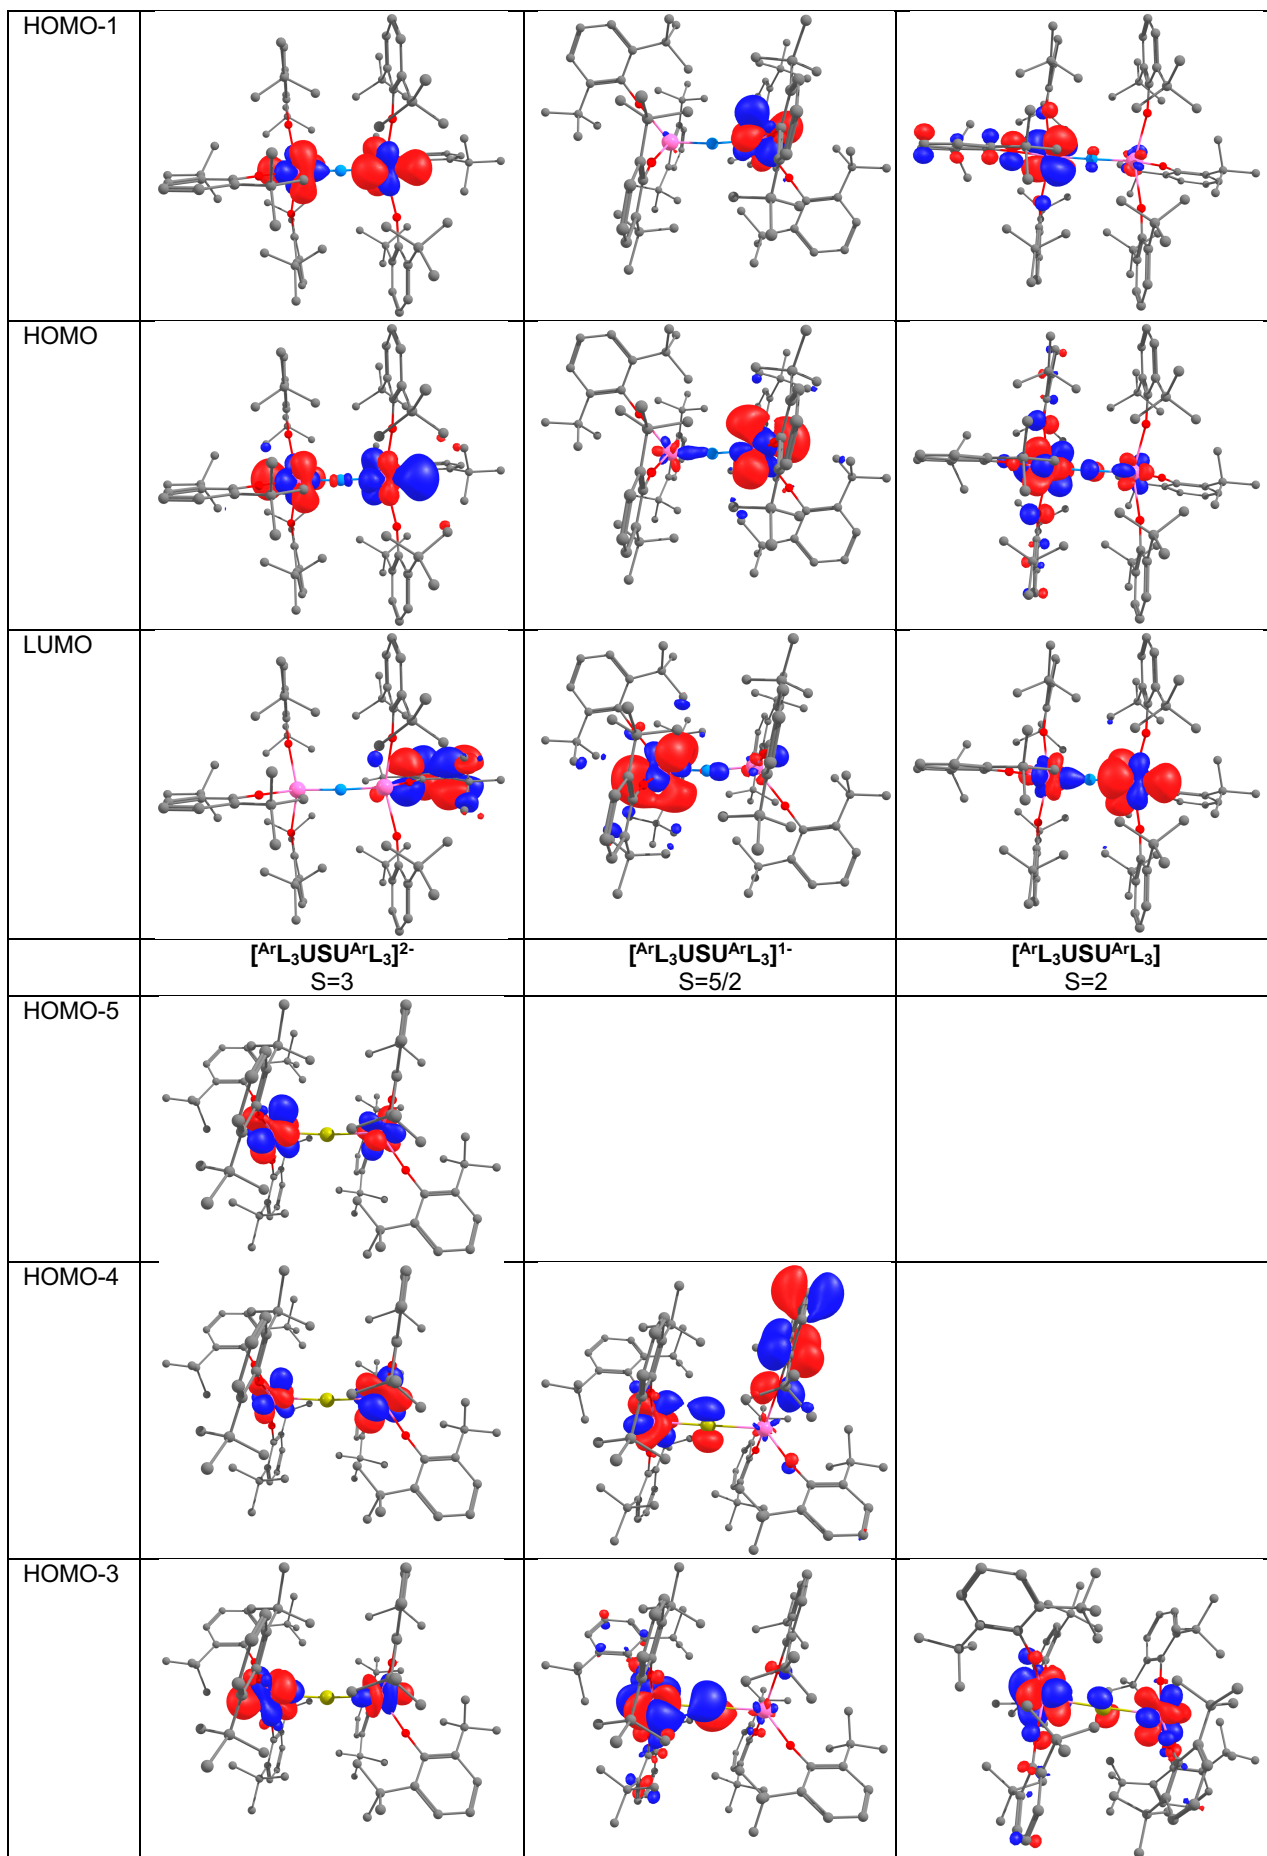 HOMO-1
HOMO
LUMO
[ᴬʳL₃USUᴬʳL₃]²⁻ [ᴬʳL₃USUᴬʳL₃]¹⁻ [ᴬʳL₃USUᴬʳL₃]
S=3 S=5/2 S=2
HOMO-5
HOMO-4
HOMO-3